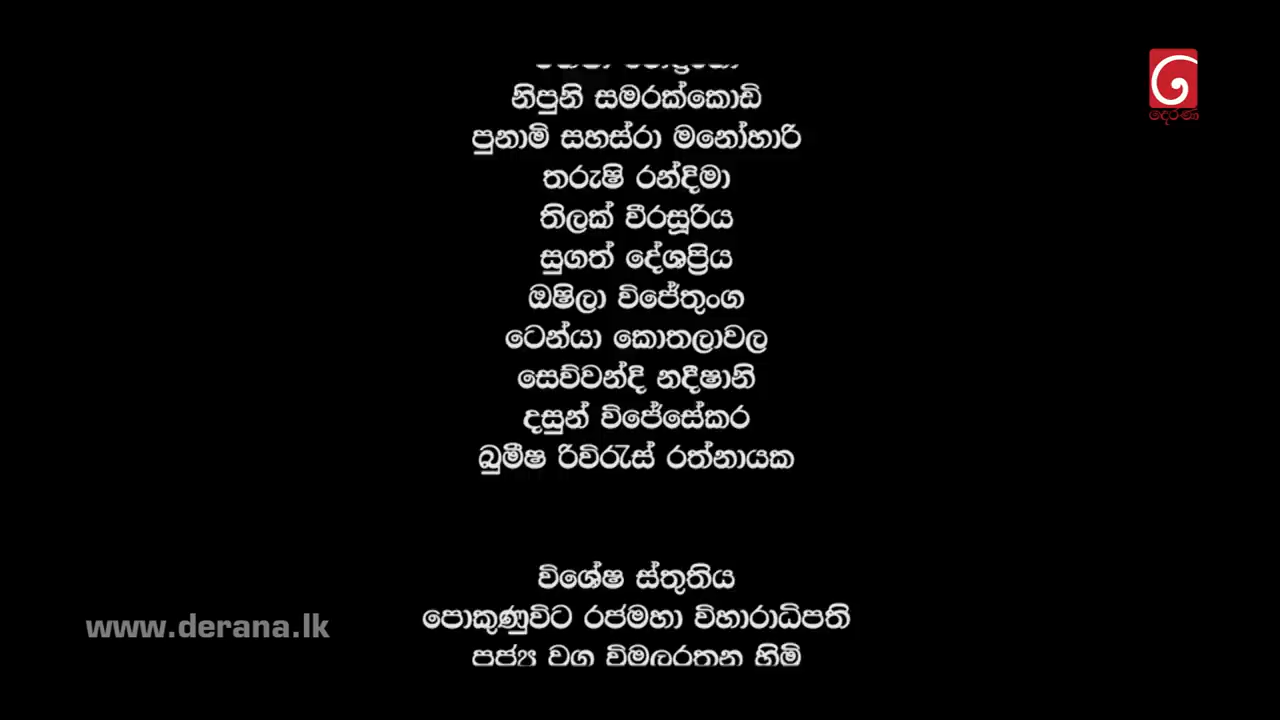 නිපුනි සමරක්කොඩි
පුනාමි සහස්රා මනෝහාරි
තරුෂි රන්දිමා
තිලක් වීරසූරිය
සුගත් දේශප්‍රිය
ඔෂිලා විජේතුංග
ටෙන්යා කොතලාවල
සෙව්වන්දි නදීෂානි
දසුන් විජේසේකර
බුමීෂ රිවිරැස් රත්නායක
විශේෂ ස්තුතිය
පොකුණුවිට රජමහා විහාරාධිපති
පූජ්‍ය වග විමලරතන හිමි
www.derana.lk
දෙරණ